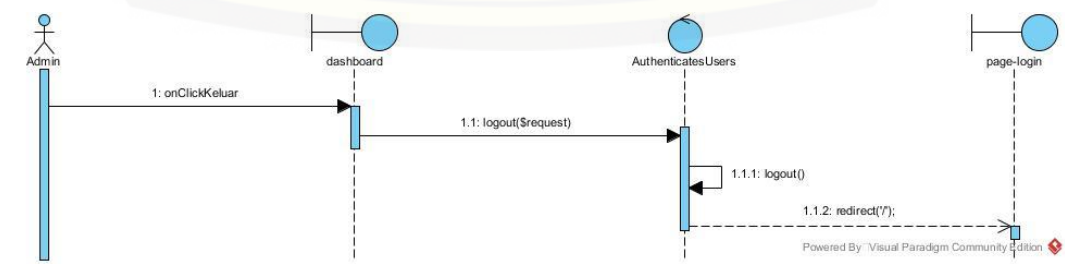 Admin
dashboard
AuthenticatesUsers
page-login
1: onClickKeluar
1.1: logout($request)
1.1.1: logout()
1.1.2: redirect('/');
Powered By Visual Paradigm Community Edition